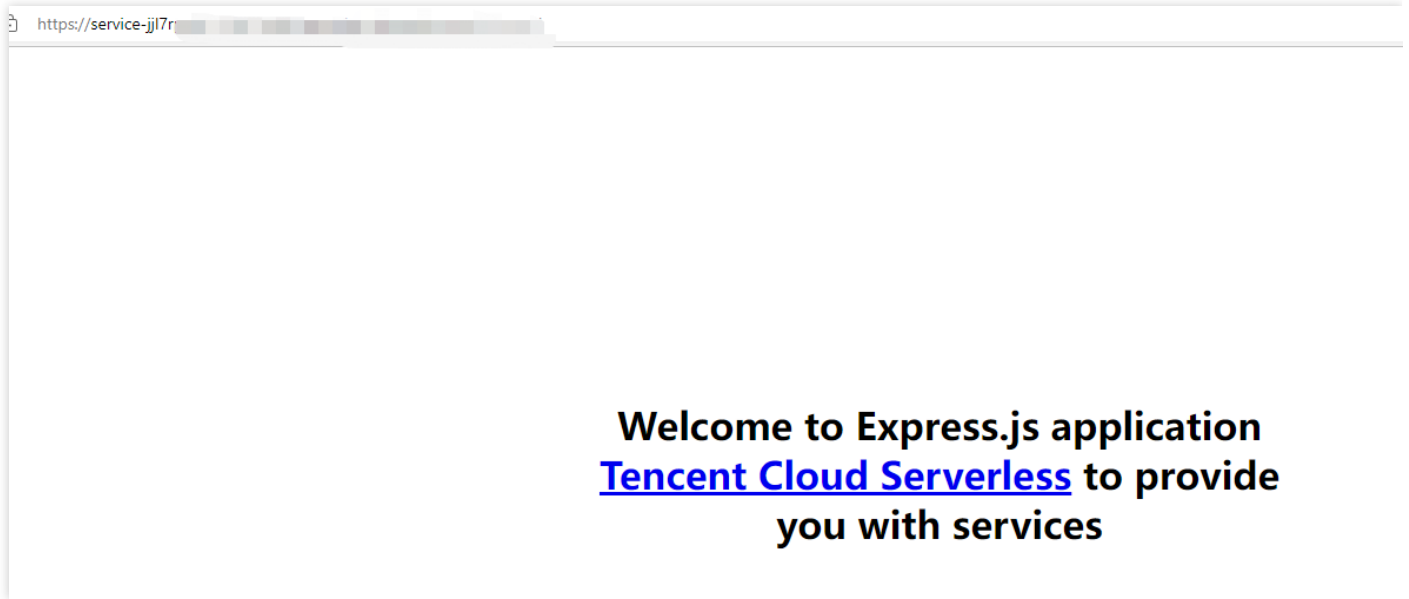 https://service-jjl7r
Welcome to Express.js application
Tencent Cloud Serverless to provide
you with services